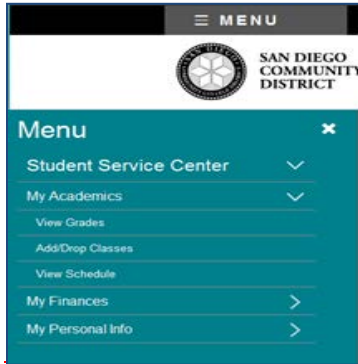 ☰ MENU
SAN DIEGO
COMMUNITY
DISTRICT
Menu ×
Student Service Center
My Academics
View Grades
Add/Drop Classes
View Schedule
My Finances
My Personal Info